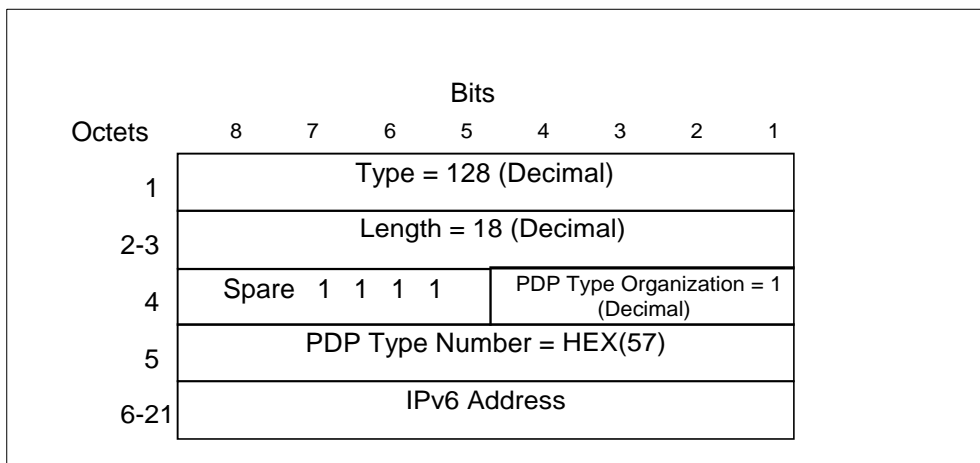 Bits
Octets 8 7 6 5 4 3 2 1
1 Type = 128 (Decimal)
2-3 Length = 18 (Decimal)
4 Spare 1 1 1 1 PDP Type Organization = 1
(Decimal)
5 PDP Type Number = HEX(57)
6-21 IPv6 Address